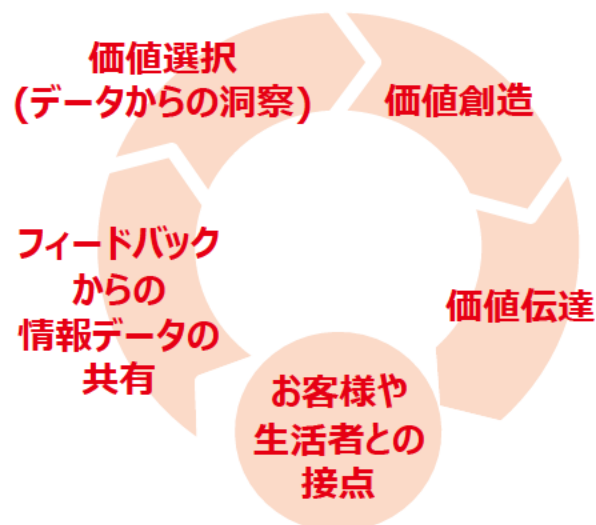 価値選択
(データからの洞察)
価値創造
価値伝達
お客様や
生活者との
接点
フィードバック
からの
情報データの
共有